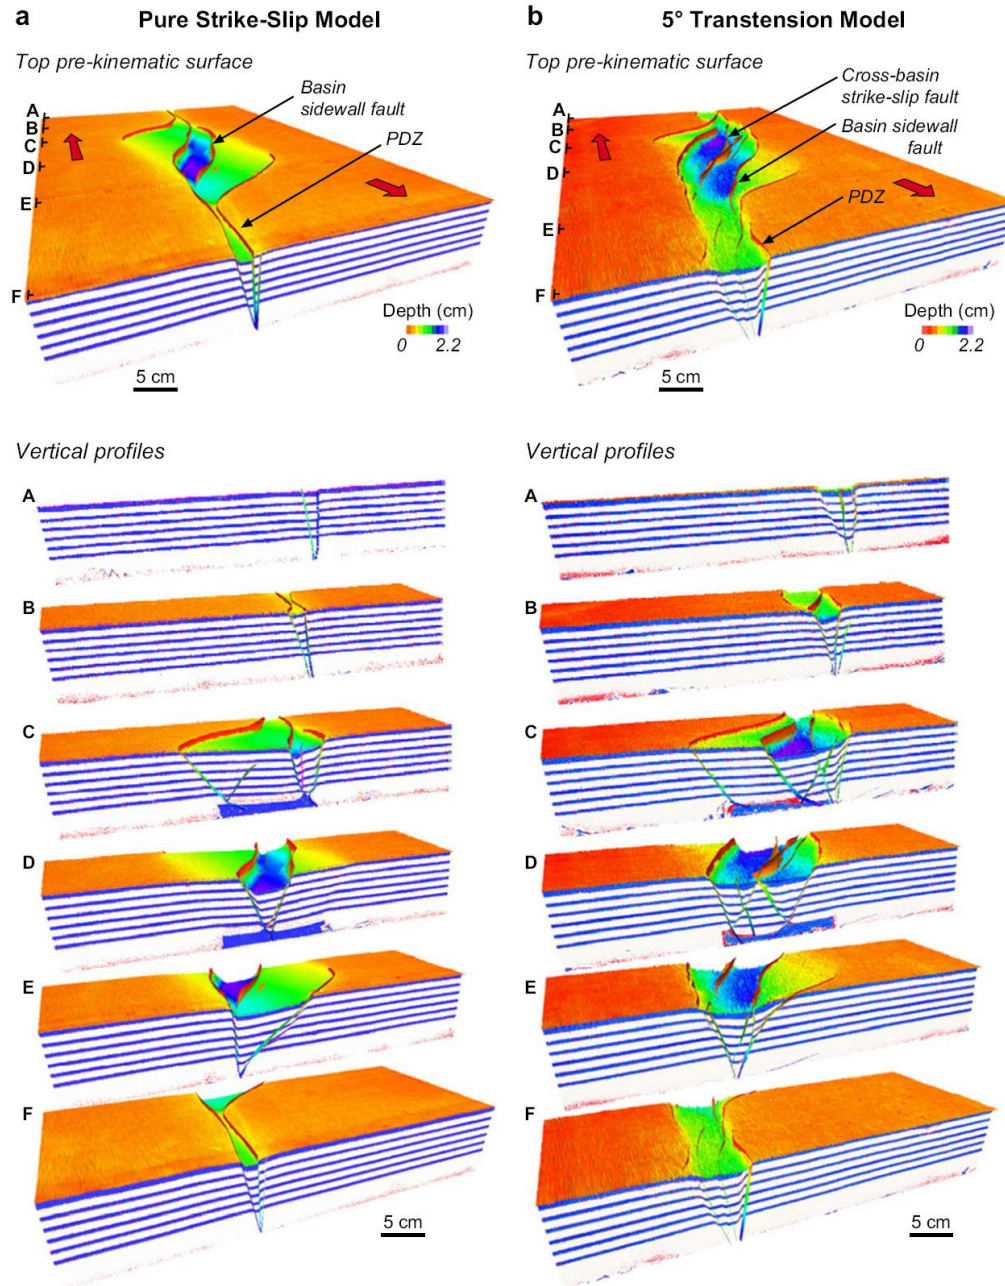 a Pure Strike-Slip Model
Top pre-kinematic surface
Basin
sidewall fault
PDZ
A
B
C
D
E
F
Depth (cm)
0 2.2
5 cm
Vertical profiles
A
B
C
D
E
F
5 cm
b 5° Transtension Model
Top pre-kinematic surface
Cross-basin
strike-slip fault
Basin sidewall
fault
PDZ
A
B
C
D
E
F
Depth (cm)
0 2.2
5 cm
Vertical profiles
A
B
C
D
E
F
5 cm